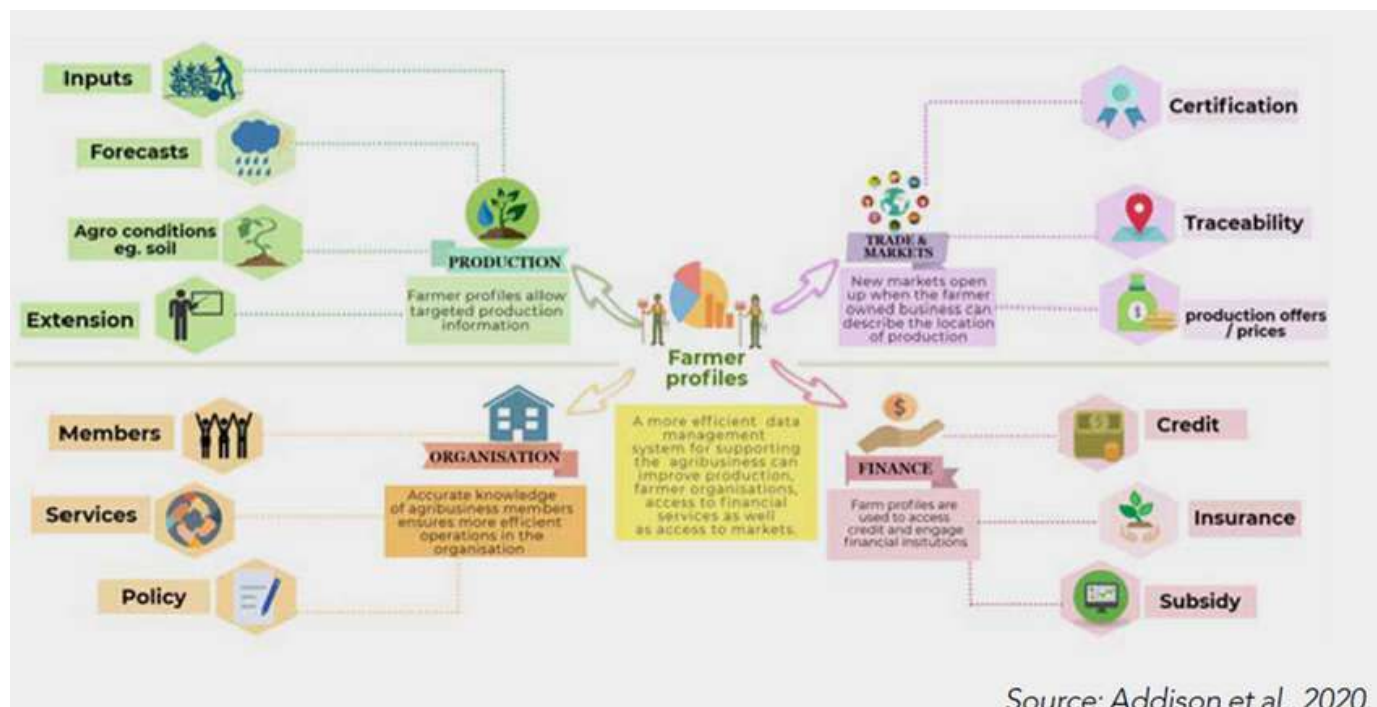 Inputs
Forecasts
Agro conditions
eg. soil
Extension
PRODUCTION
Farmer profiles allow
targeted production
information
Certification
Traceability
production offers
/ prices
TRADE &
MARKETS
New markets open
up when the farmer
owned business can
describe the location
of production
Farmer
profiles
A more efficient data
management
system for supporting
the agribusiness can
improve production,
farmer organisations,
access to financial
services as well
as access to markets.
Members
Services
Policy
ORGANISATION
Accurate knowledge
of agribusiness members
ensures more efficient
operations in the
organisation
FINANCE
Farm profiles are
used to access
credit and engage
financial insitutions
Credit
Insurance
Subsidy
Source: Addison et al., 2020